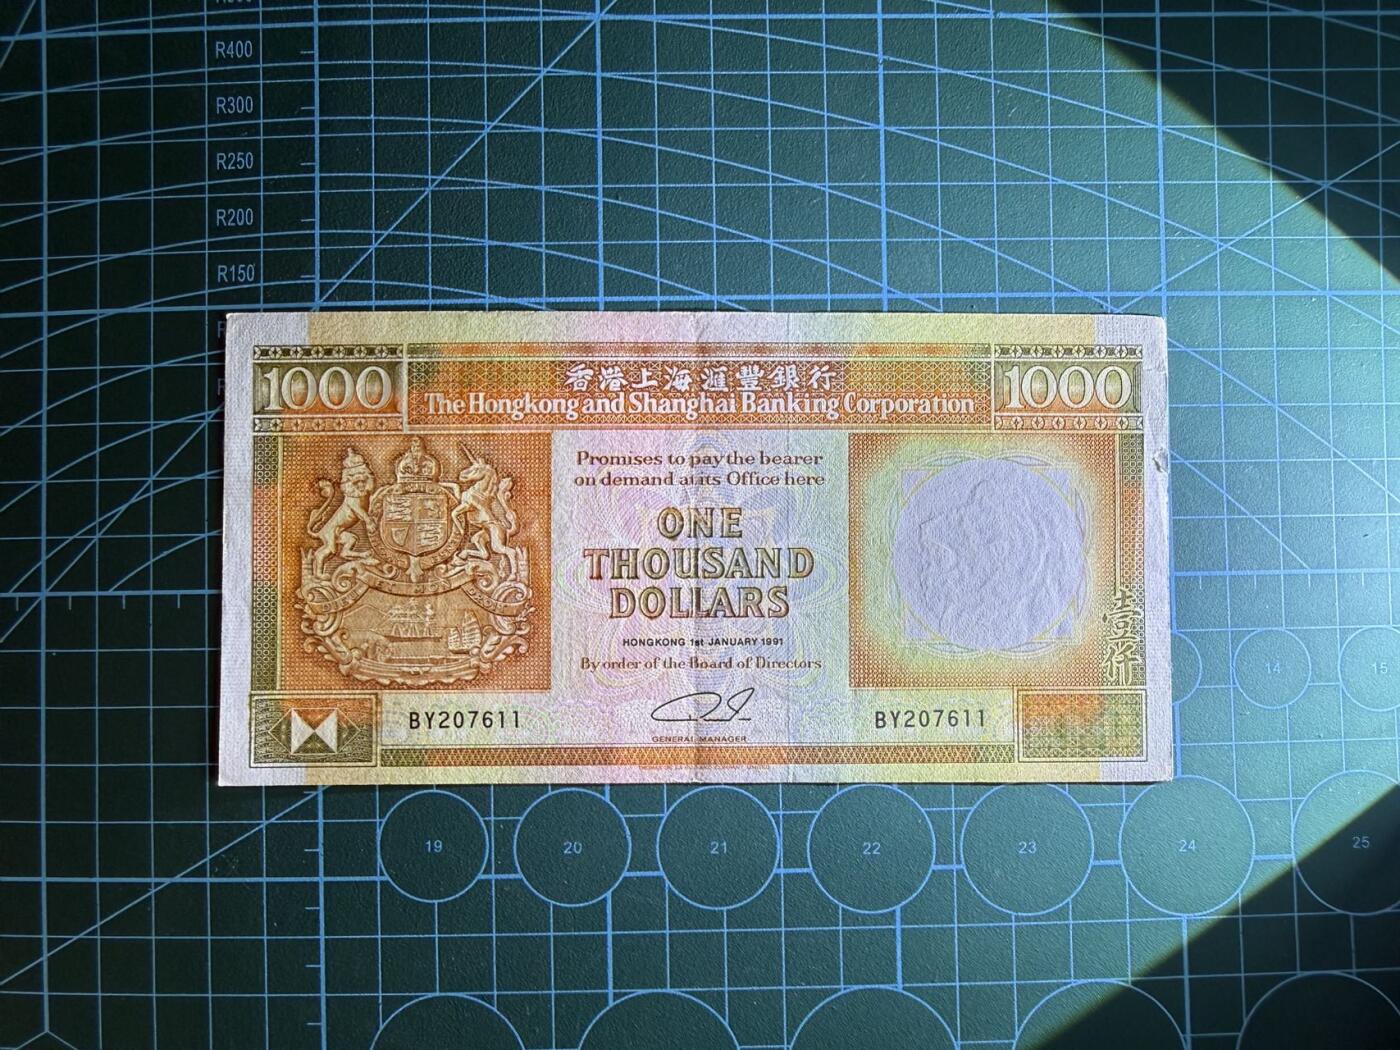 R400
R300
R250
R200
R150
1000
香港上海滙豐銀行
1000
The Hongkong and Shanghai Banking Corporation
Promises to pay the bearer
on demand at its Office here
ONE
THOUSAND
DOLLARS
壹仟
HONGKONG 1st JANUARY 1991
By order of the Board of Directors
BY207611
BY207611
GENERAL MANAGER
14
15
19
20
21
22
23
24
25